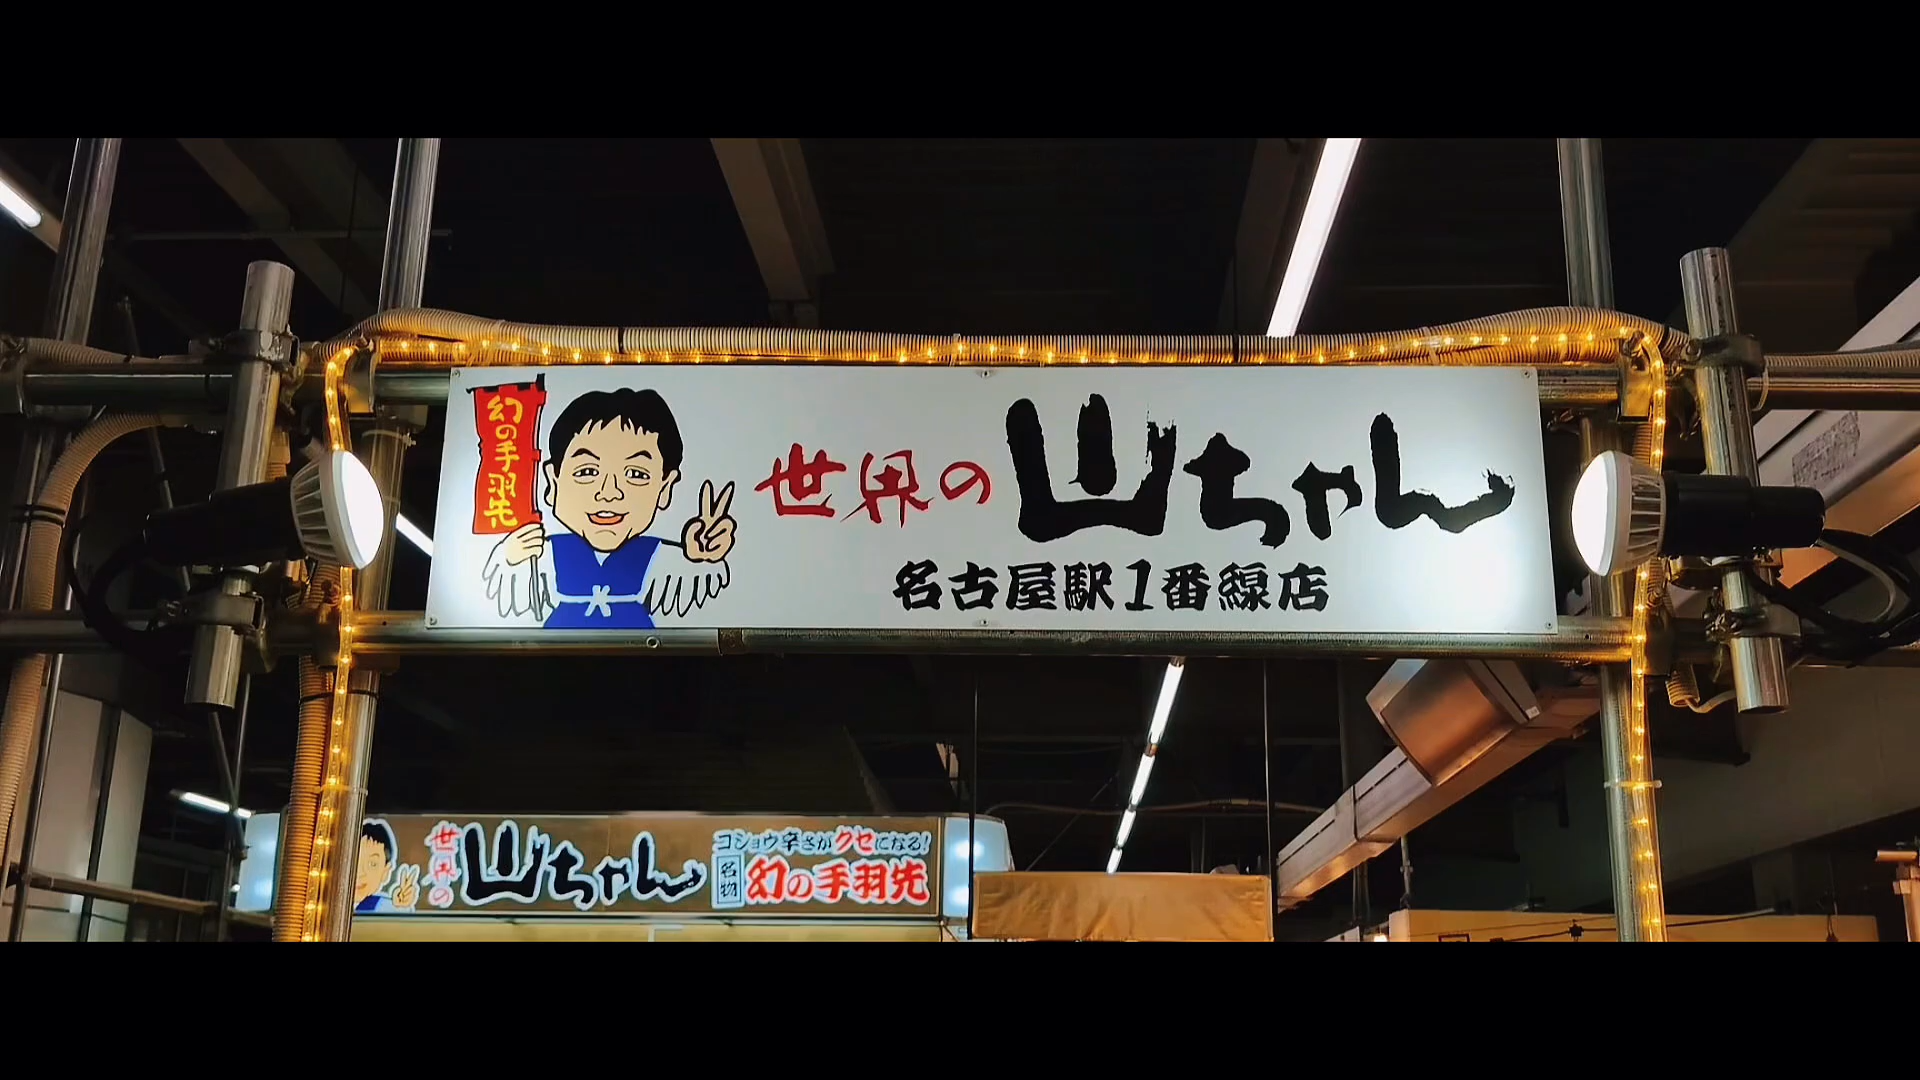 幻の手羽先
世界の山ちゃん
名古屋駅1番線店
世界の山ちゃん
コショウ辛さがクセになる!
名物 幻の手羽先